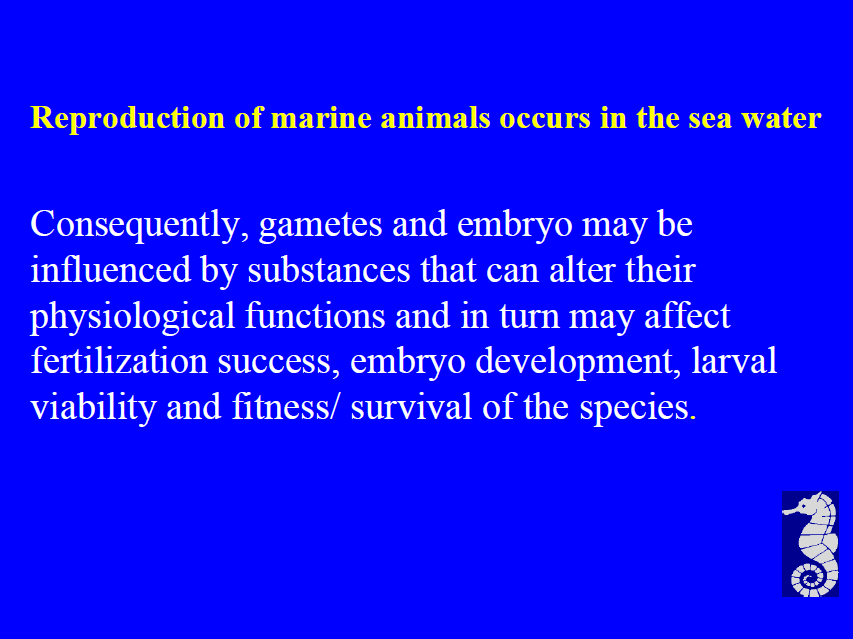 Reproduction of marine animals occurs in the sea water
Consequently, gametes and embryo may be
influenced by substances that can alter their
physiological functions and in turn may affect
fertilization success, embryo development, larval
viability and fitness/ survival of the species.